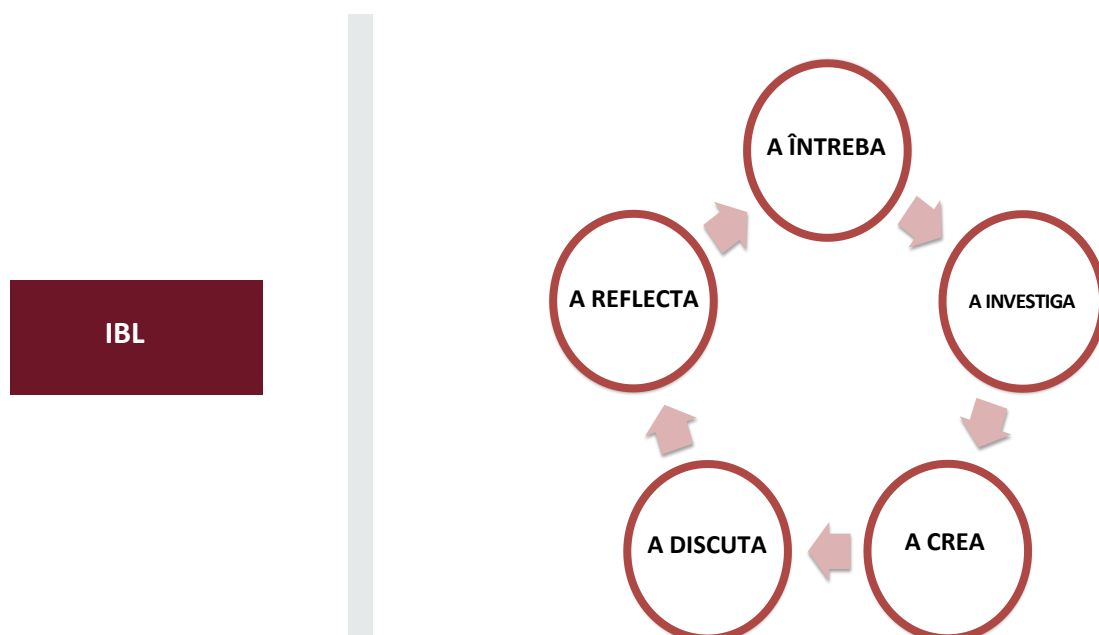 IBL
A ÎNTREBA
A INVESTIGA
A CREA
A DISCUTA
A REFLECTA